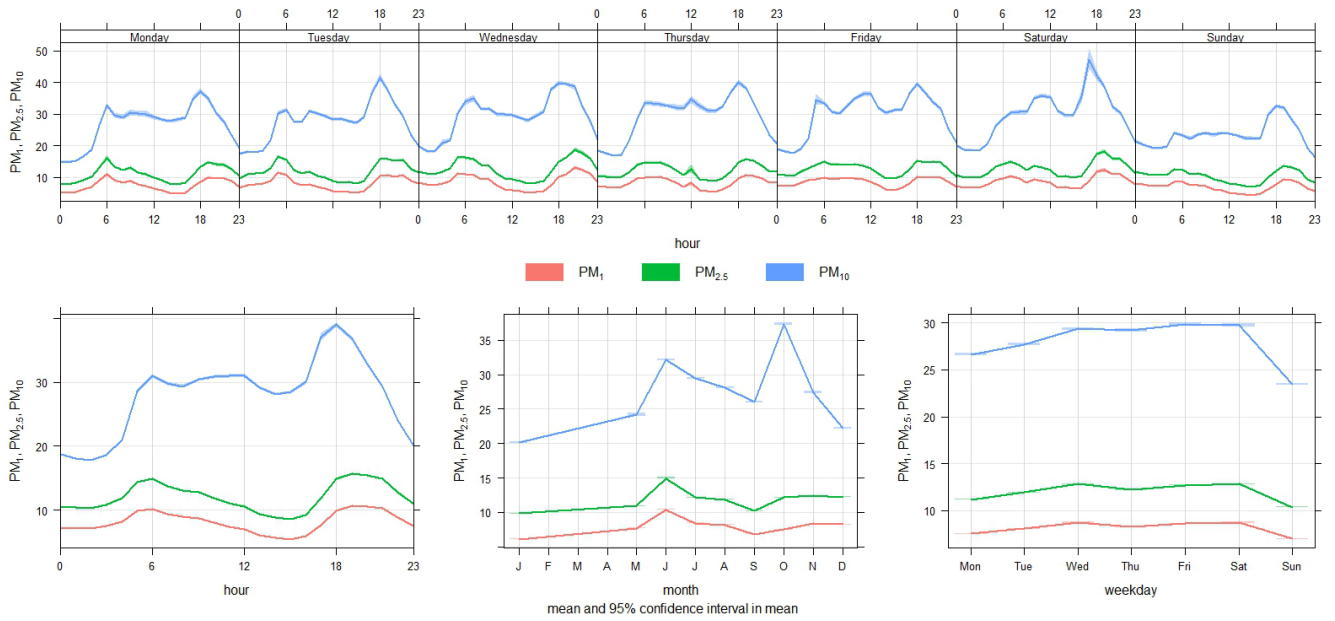 0 6 12 18 23 0 6 12 18 23 0 6 12 18 23
Monday Tuesday Wednesday Thursday Friday Saturday Sunday
PM1, PM2.5, PM10
50
40
30
20
10
0 6 12 18 23 0 6 12 18 23 0 6 12 18 23 0 6 12 18 23
hour
PM1 PM2.5 PM10
PM1, PM2.5, PM10
30
20
10
0 6 12 18 23
hour
PM1, PM2.5, PM10
35
30
25
20
15
10
J F M A M J J A S O N D
month
mean and 95% confidence interval in mean
PM1, PM2.5, PM10
30
25
20
15
10
Mon Tue Wed Thu Fri Sat Sun
weekday